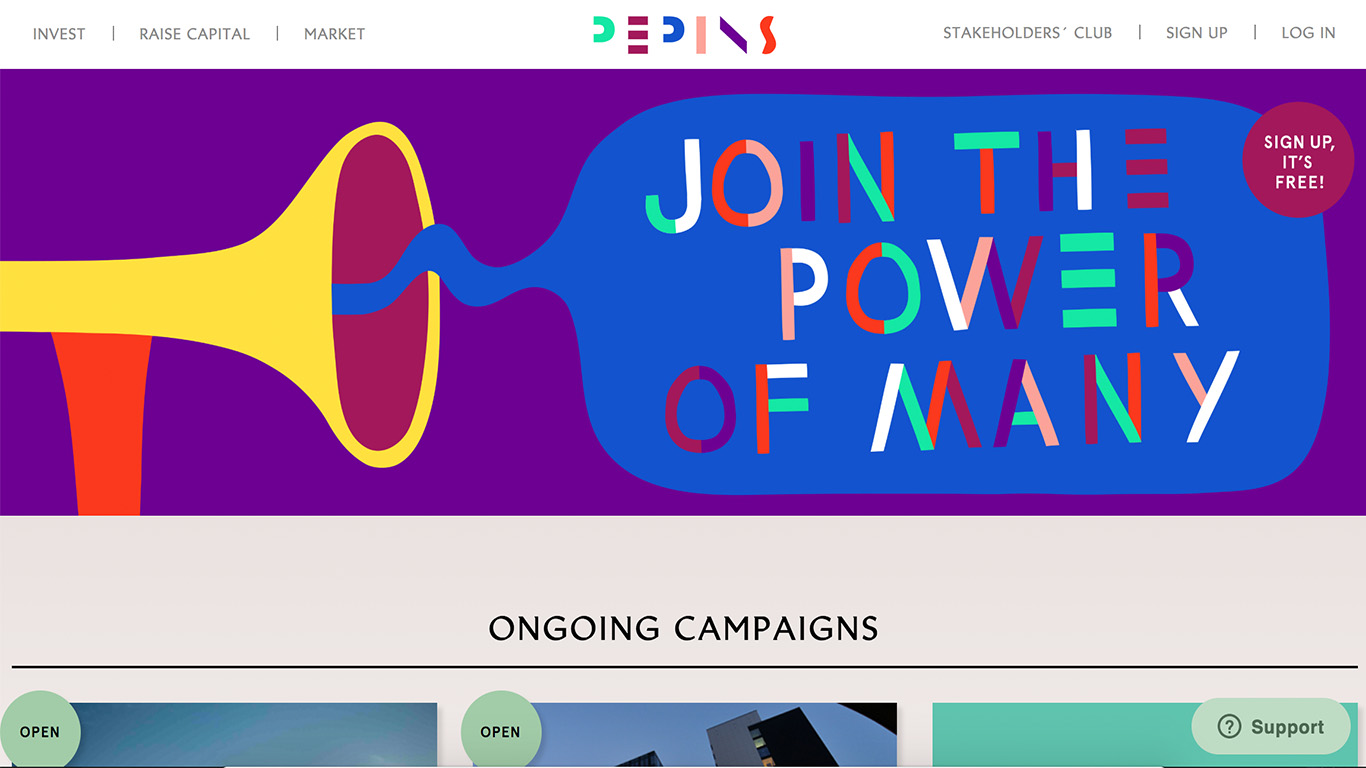 INVEST | RAISE CAPITAL | MARKET
PEPINS
STAKEHOLDERS´ CLUB | SIGN UP | LOG IN
JOIN THE
POWER
OF MANY
SIGN UP,
IT'S
FREE!
ONGOING CAMPAIGNS
OPEN
OPEN
Support